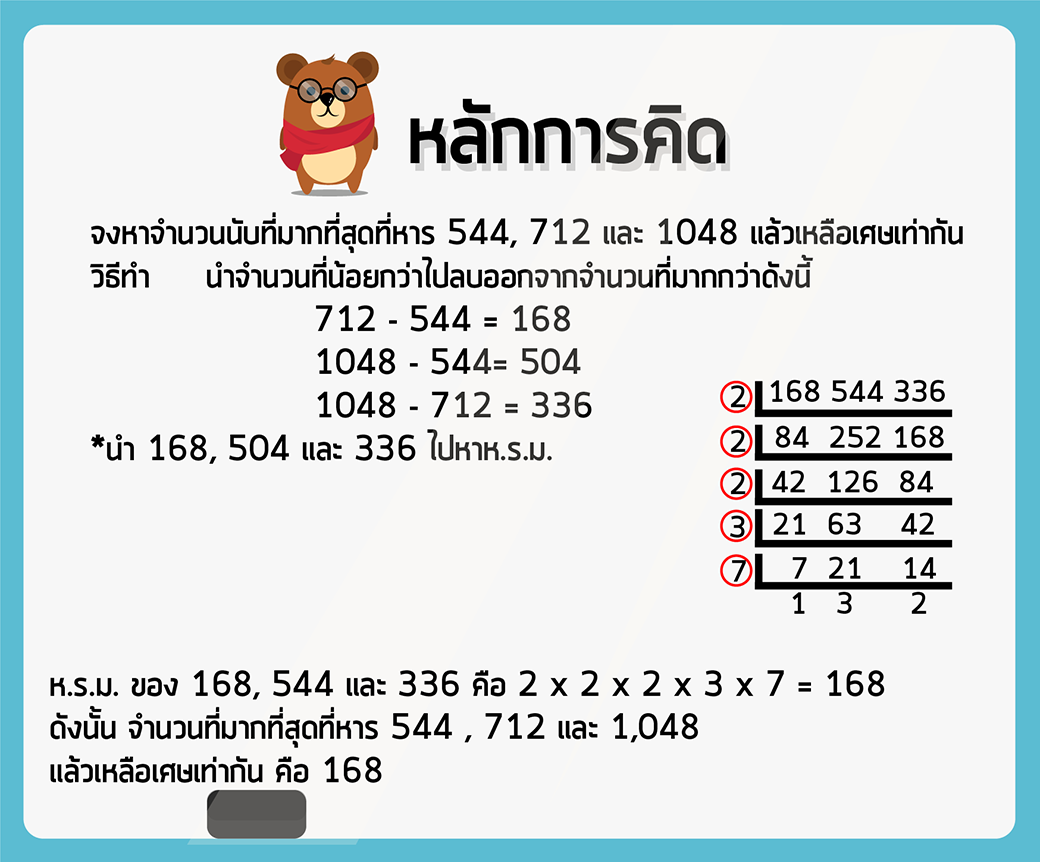 หลักการคิด
จงหาจำนวนนับที่มากที่สุดที่หาร 544, 712 และ 1048 แล้วเหลือเศษเท่ากัน
วิธีทำ นำจำนวนที่น้อยกว่าไปลบออกจากจำนวนที่มากกว่าดังนี้
712 - 544 = 168
1048 - 544= 504
1048 - 712 = 336
*นำ 168, 504 และ 336 ไปหาห.ร.ม.
2 168 544 336
2 84 252 168
2 42 126 84
3 21 63 42
7 7 21 14
1 3 2
ห.ร.ม. ของ 168, 544 และ 336 คือ 2 x 2 x 2 x 3 x 7 = 168
ดังนั้น จำนวนที่มากที่สุดที่หาร 544 , 712 และ 1,048
แล้วเหลือเศษเท่ากัน คือ 168